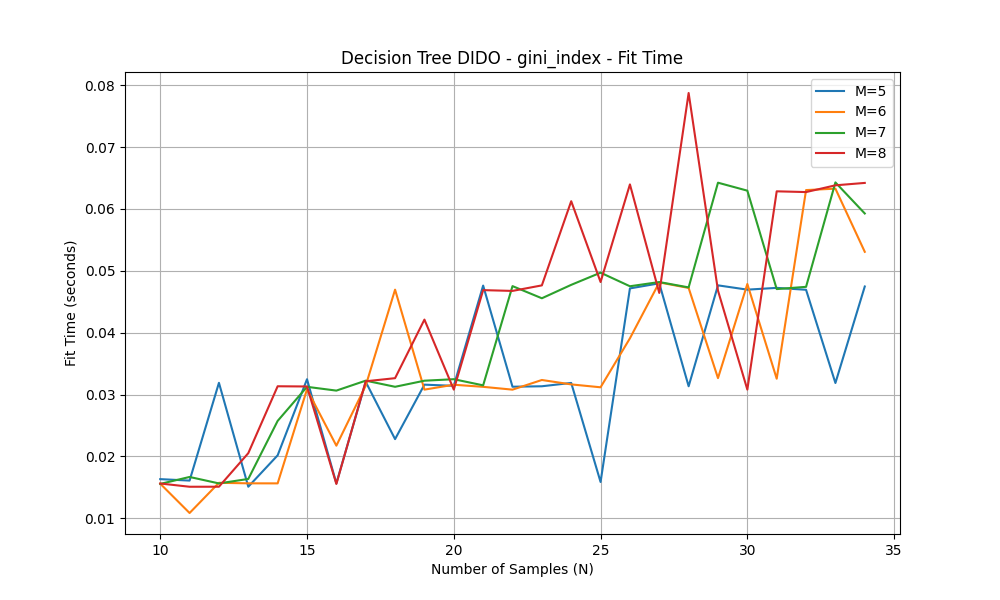 Decision Tree DIDO - gini_index - Fit Time
0.08
0.07
0.06
0.05
0.04
0.03
0.02
0.01
Fit Time (seconds)
M=5
M=6
M=7
M=8
10 15 20 25 30 35
Number of Samples (N)